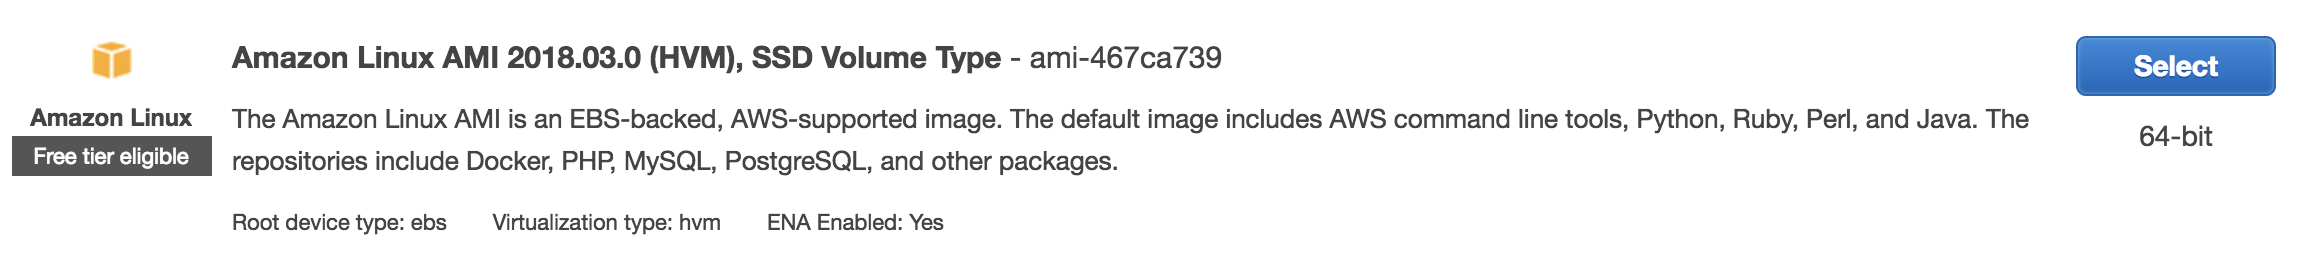 Amazon Linux
Free tier eligible
Amazon Linux AMI 2018.03.0 (HVM), SSD Volume Type - ami-467ca739
The Amazon Linux AMI is an EBS-backed, AWS-supported image. The default image includes AWS command line tools, Python, Ruby, Perl, and Java. The
repositories include Docker, PHP, MySQL, PostgreSQL, and other packages.
Root device type: ebs Virtualization type: hvm ENA Enabled: Yes
Select
64-bit